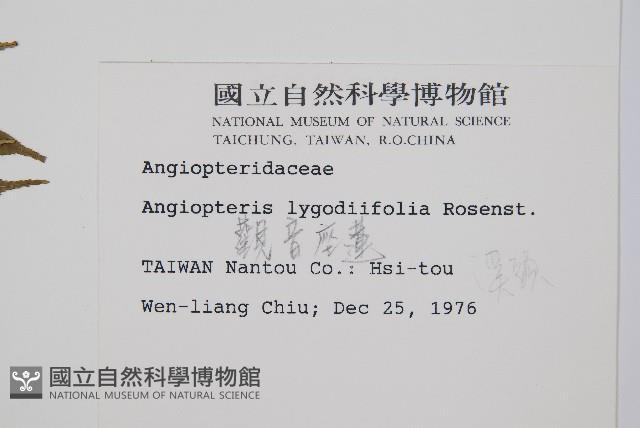 國立自然科學博物館
NATIONAL MUSEUM OF NATURAL SCIENCE
TAICHUNG, TAIWAN, R.O.CHINA
Angiopteridaceae
Angiopteris lygodiifolia Rosenst.
觀音座蓮
TAIWAN Nantou Co.: Hsi-tou
溪頭
Wen-liang Chiu; Dec 25, 1976
國立自然科學博物館
NATIONAL MUSEUM OF NATURAL SCIENCE